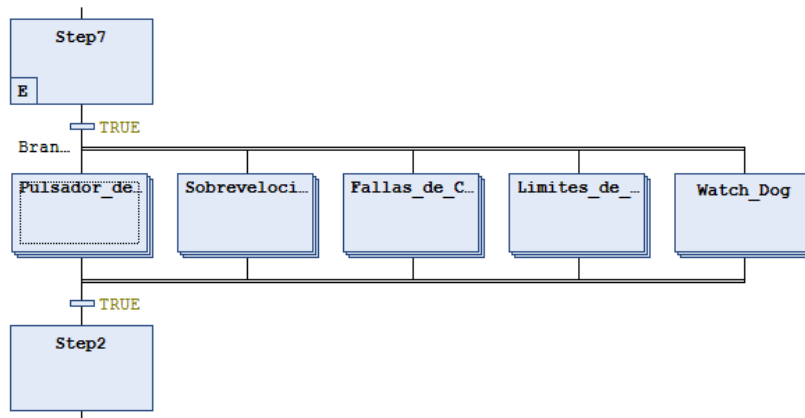 Step7
E
TRUE
Bran...
Pulsador_de...
Sobreveloci...
Fallas_de_C...
Limites_de_...
Watch_Dog
TRUE
Step2